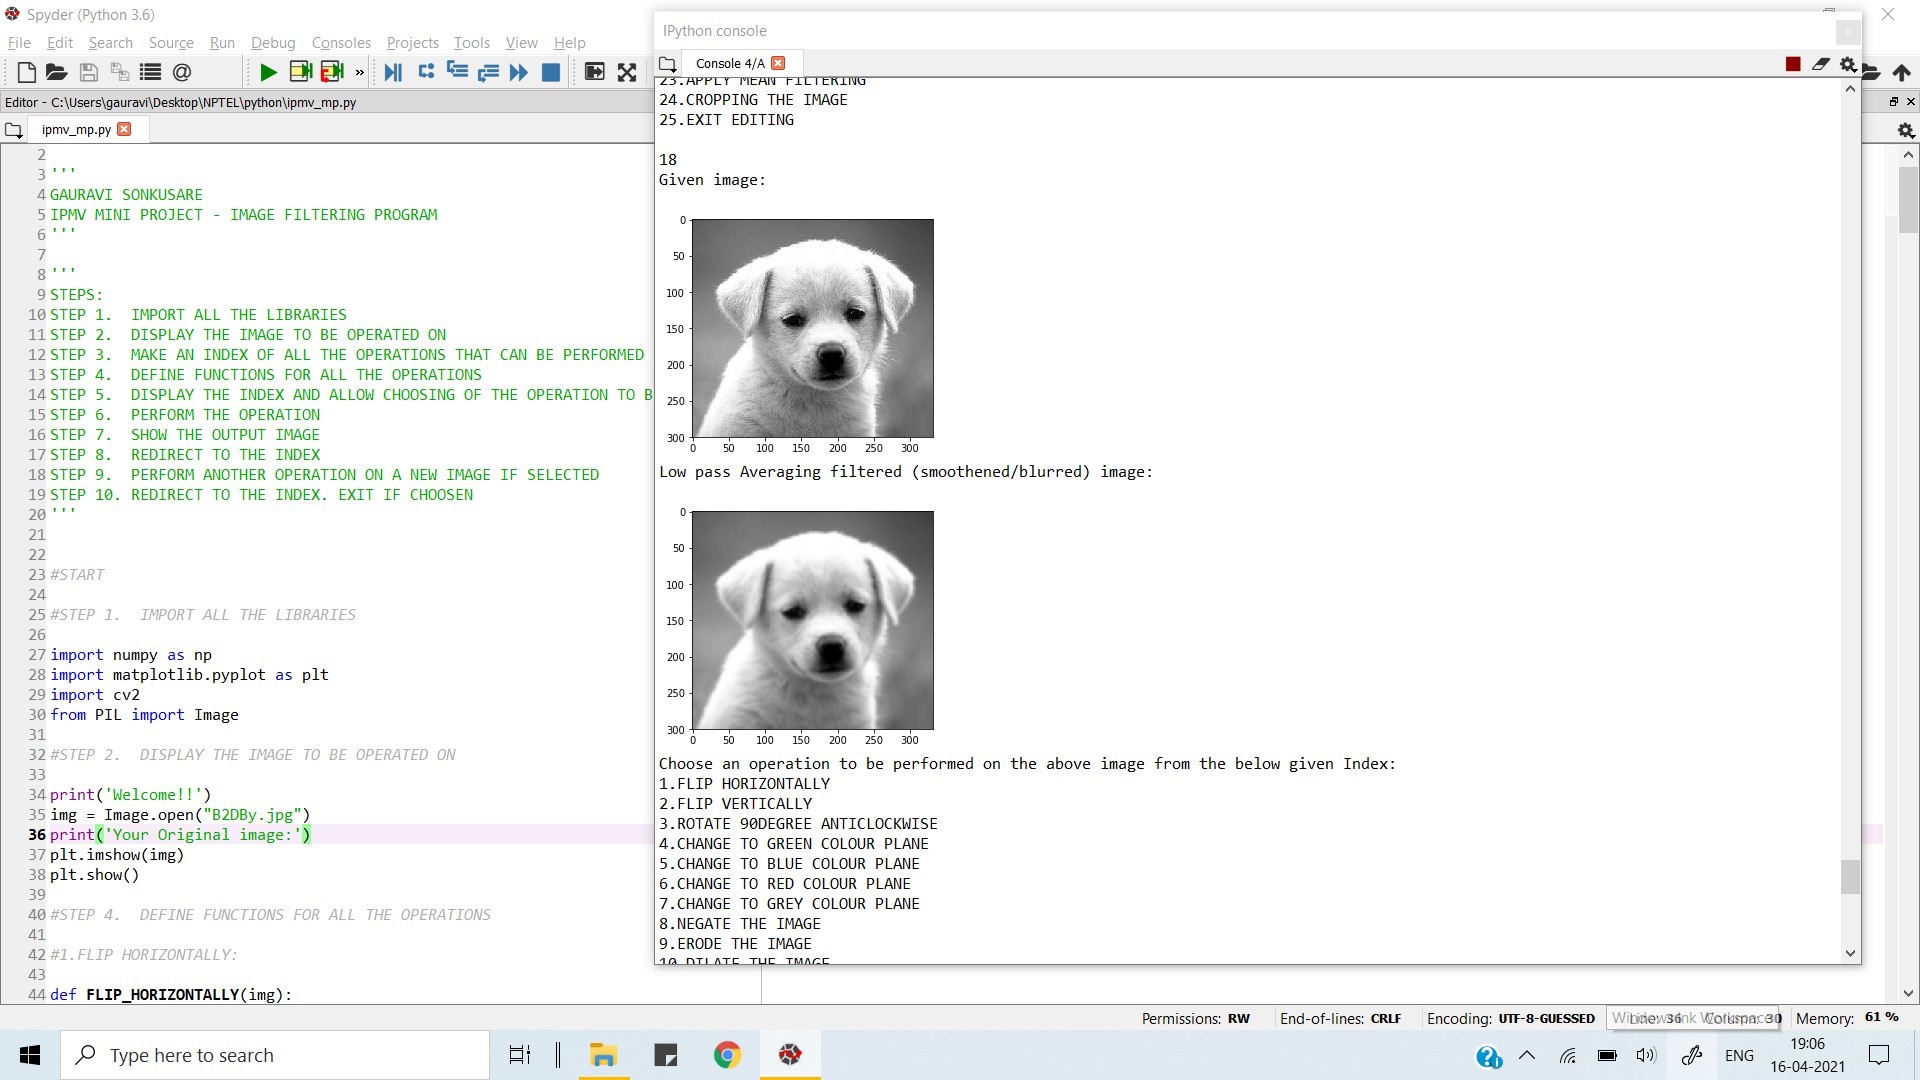 Spyder (Python 3.6)
File Edit Search Source Run Debug Consoles Projects Tools View Help
Editor - C:\Users\gauravi\Desktop\NPTEL\python\ipmv_mp.py
ipmv_mp.py
2
3 '''
4 GAURAVI SONKUSARE
5 IPMV MINI PROJECT - IMAGE FILTERING PROGRAM
6 '''
7
8 '''
9 STEPS:
10 STEP 1. IMPORT ALL THE LIBRARIES
11 STEP 2. DISPLAY THE IMAGE TO BE OPERATED ON
12 STEP 3. MAKE AN INDEX OF ALL THE OPERATIONS THAT CAN BE PERFORMED
13 STEP 4. DEFINE FUNCTIONS FOR ALL THE OPERATIONS
14 STEP 5. DISPLAY THE INDEX AND ALLOW CHOOSING OF THE OPERATION TO B
15 STEP 6. PERFORM THE OPERATION
16 STEP 7. SHOW THE OUTPUT IMAGE
17 STEP 8. REDIRECT TO THE INDEX
18 STEP 9. PERFORM ANOTHER OPERATION ON A NEW IMAGE IF SELECTED
19 STEP 10. REDIRECT TO THE INDEX. EXIT IF CHOOSEN
20 '''
21
22
23 #START
24
25 #STEP 1. IMPORT ALL THE LIBRARIES
26
27 import numpy as np
28 import matplotlib.pyplot as plt
29 import cv2
30 from PIL import Image
31
32 #STEP 2. DISPLAY THE IMAGE TO BE OPERATED ON
33
34 print('Welcome!!')
35 img = Image.open("B2DBy.jpg")
36 print('Your Original image:')
37 plt.imshow(img)
38 plt.show()
39
40 #STEP 4. DEFINE FUNCTIONS FOR ALL THE OPERATIONS
41
42 #1.FLIP HORIZONTALLY:
43
44 def FLIP_HORIZONTALLY(img):
IPython console
Console 4/A
23.APPLY MEAN FILTERING
24.CROPPING THE IMAGE
25.EXIT EDITING
18
Given image:
0
50
100
150
200
250
300
0 50 100 150 200 250 300
Low pass Averaging filtered (smoothened/blurred) image:
0
50
100
150
200
250
300
0 50 100 150 200 250 300
Choose an operation to be performed on the above image from the below given Index:
1.FLIP HORIZONTALLY
2.FLIP VERTICALLY
3.ROTATE 90DEGREE ANTICLOCKWISE
4.CHANGE TO GREEN COLOUR PLANE
5.CHANGE TO BLUE COLOUR PLANE
6.CHANGE TO RED COLOUR PLANE
7.CHANGE TO GREY COLOUR PLANE
8.NEGATE THE IMAGE
9.ERODE THE IMAGE
10.DILATE THE IMAGE
Permissions: RW End-of-lines: CRLF Encoding: UTF-8-GUESSED Windows Ink Workspace Line: 36 Column: 30 Memory: 61 %
Type here to search
ENG
19:06
16-04-2021